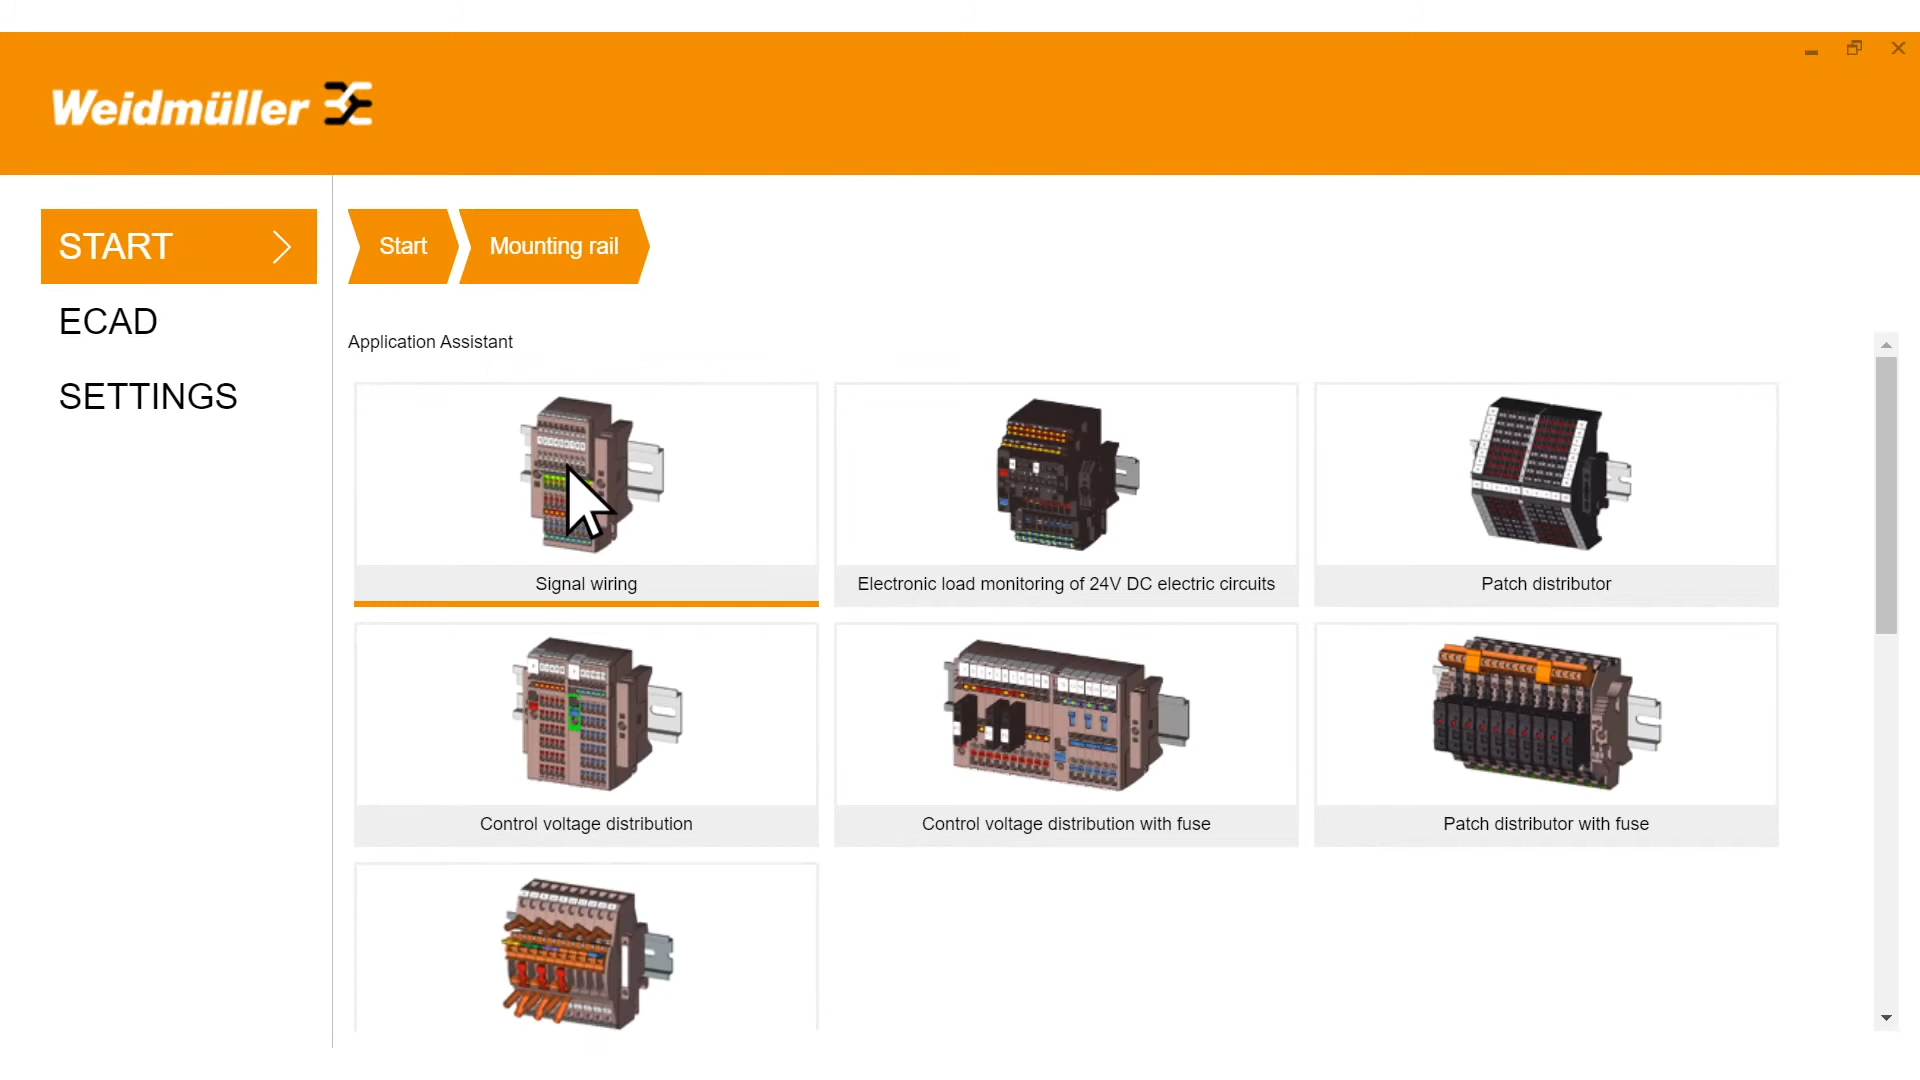 Weidmüller
START
ECAD
SETTINGS
Start
Mounting rail
Application Assistant
Signal wiring
Electronic load monitoring of 24V DC electric circuits
Patch distributor
Control voltage distribution
Control voltage distribution with fuse
Patch distributor with fuse